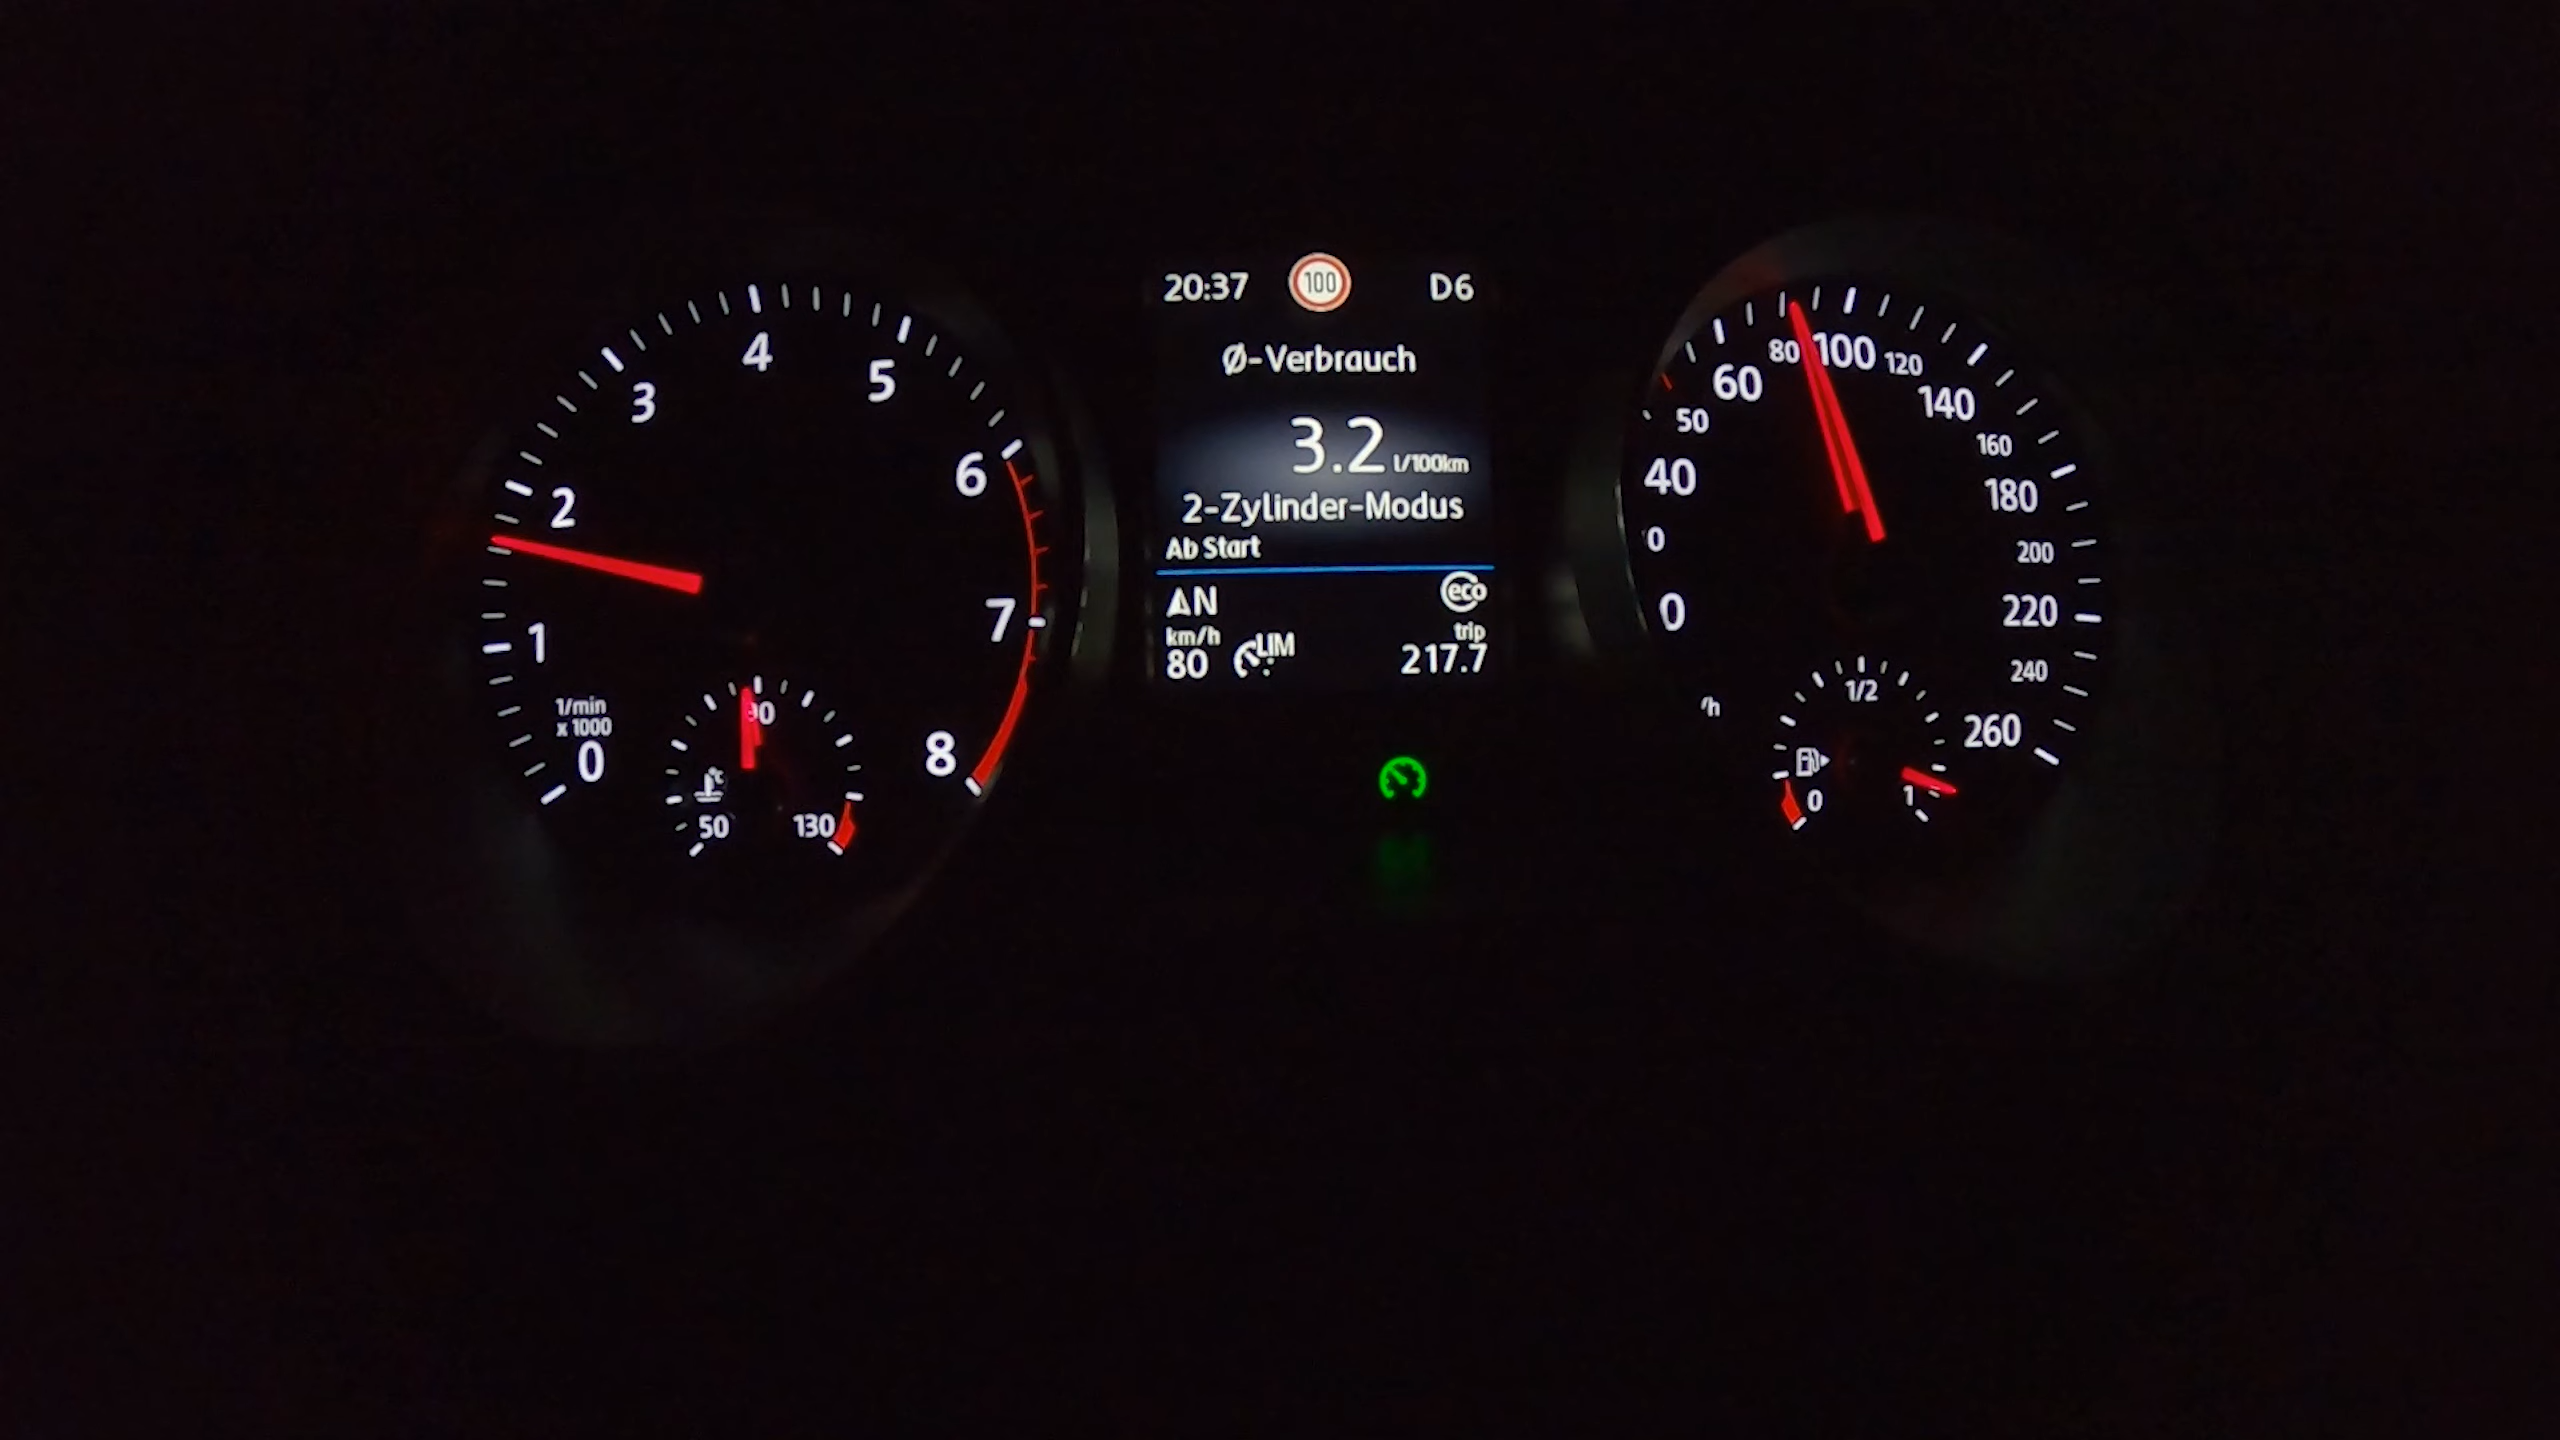 20:37 100 D6
Ø-Verbrauch
3.2 l/100km
2-Zylinder-Modus
Ab Start
N eco
km/h trip
80 LIM 217.7
0
1
2
3
4
5
6
7
8
1/min
x 1000
50
90
130
°C
0
40
50
60
80
100
120
140
160
180
200
220
240
260
0
1/2
1